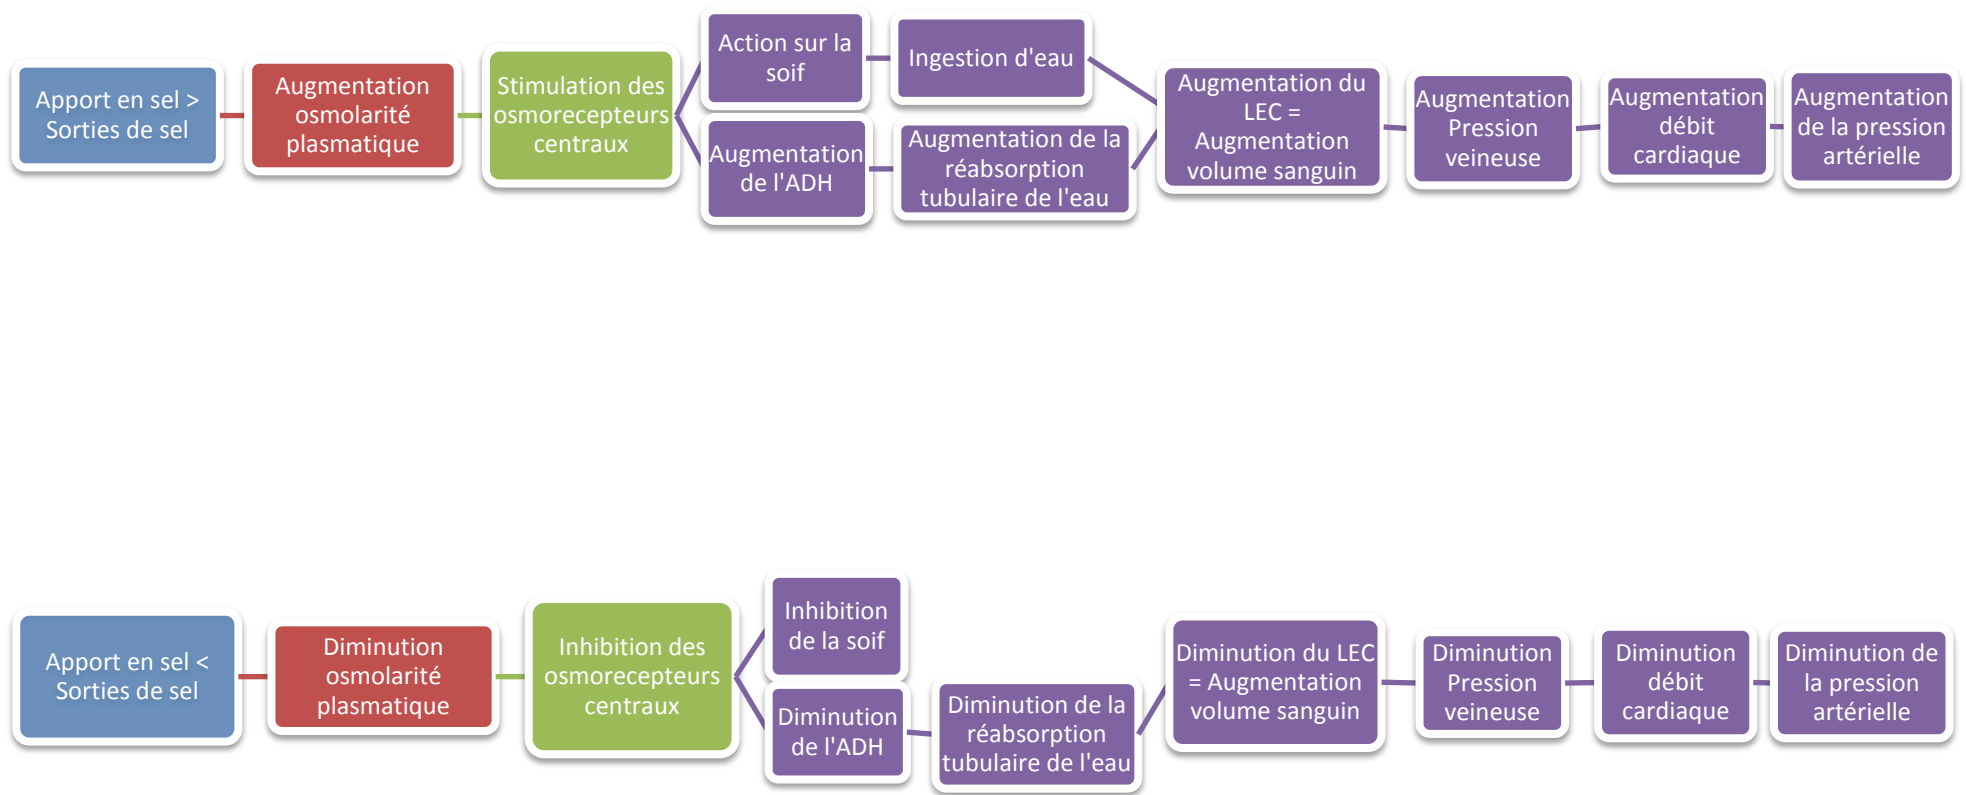 Apport en sel >
Sorties de sel
Augmentation
osmolarité
plasmatique
Stimulation des
osmorecepteurs
centraux
Action sur la
soif
Ingestion d'eau
Augmentation
de l'ADH
Augmentation de la
réabsorption
tubulaire de l'eau
Augmentation du
LEC =
Augmentation
volume sanguin
Augmentation
Pression
veineuse
Augmentation
débit
cardiaque
Augmentation
de la pression
artérielle
Apport en sel <
Sorties de sel
Diminution
osmolarité
plasmatique
Inhibition des
osmorecepteurs
centraux
Inhibition
de la soif
Diminution
de l'ADH
Diminution de la
réabsorption
tubulaire de l'eau
Diminution du LEC
= Augmentation
volume sanguin
Diminution
Pression
veineuse
Diminution
débit
cardiaque
Diminution de
la pression
artérielle